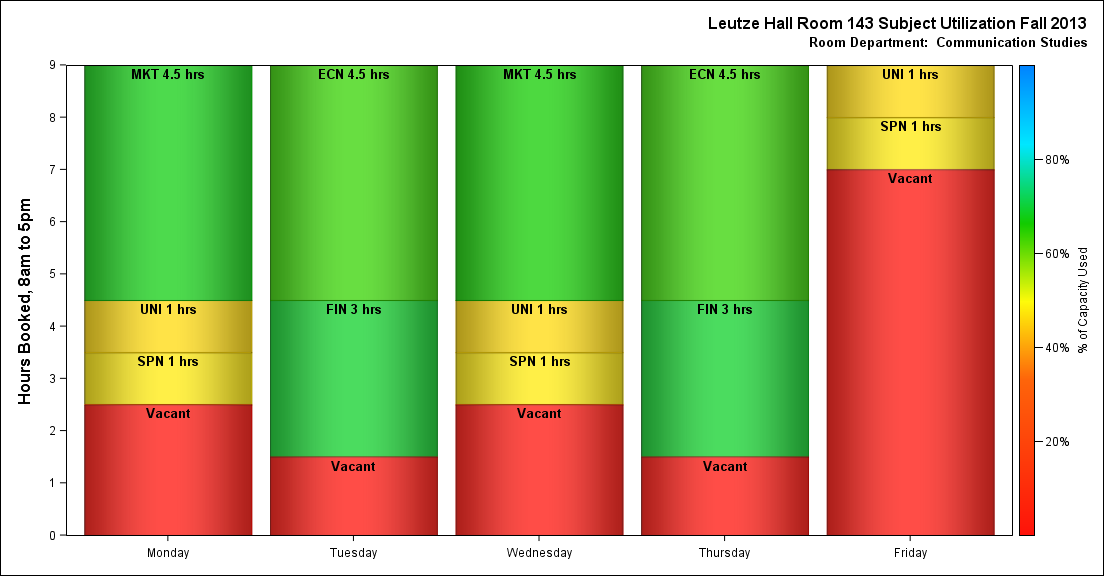 Leutze Hall Room 143 Subject Utilization Fall 2013
Room Department:  Communication Studies
Hours Booked, 8am to 5pm
9
8
7
6
5
4
3
2
1
0
MKT 4.5 hrs
UNI 1 hrs
SPN 1 hrs
Vacant
ECN 4.5 hrs
FIN 3 hrs
Vacant
MKT 4.5 hrs
UNI 1 hrs
SPN 1 hrs
Vacant
ECN 4.5 hrs
FIN 3 hrs
Vacant
UNI 1 hrs
SPN 1 hrs
Vacant
Monday
Tuesday
Wednesday
Thursday
Friday
80%
60%
40%
20%
% of Capacity Used